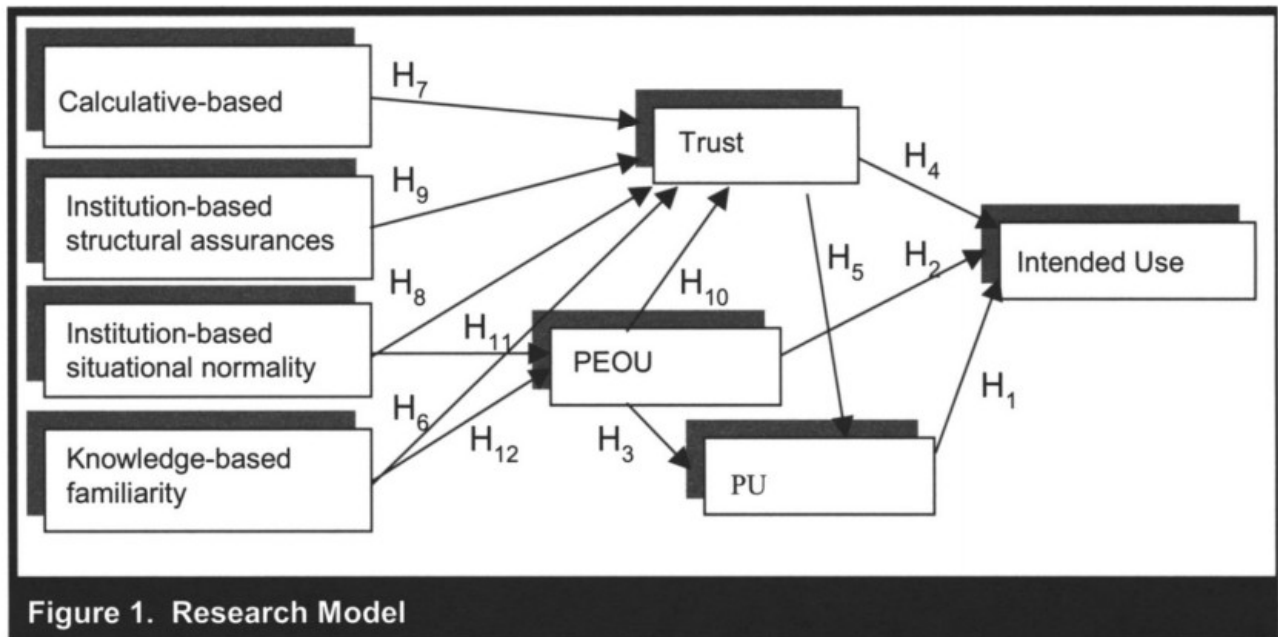 Calculative-based
H7
Trust
H4
Institution-based
structural assurances
H9
Intended Use
H5
H2
Institution-based
situational normality
H8
H10
H11
PEOU
H1
Knowledge-based
familiarity
H6
H12
H3
PU
Figure 1. Research Model